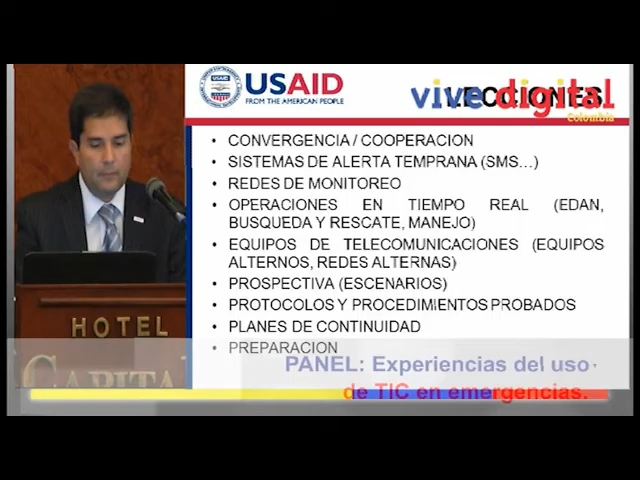 USAID
FROM THE AMERICAN PEOPLE
LECCIONES
vive digital
Colombia
• CONVERGENCIA / COOPERACION
• SISTEMAS DE ALERTA TEMPRANA (SMS...)
• REDES DE MONITOREO
• OPERACIONES EN TIEMPO REAL (EDAN,
BUSQUEDA Y RESCATE, MANEJO)
• EQUIPOS DE TELECOMUNICACIONES (EQUIPOS
ALTERNOS, REDES ALTERNAS)
• PROSPECTIVA (ESCENARIOS)
• PROTOCOLOS Y PROCEDIMIENTOS PROBADOS
• PLANES DE CONTINUIDAD
• PREPARACION
HOTEL
CAPITAL
PANEL: Experiencias del uso
de TIC en emergencias.